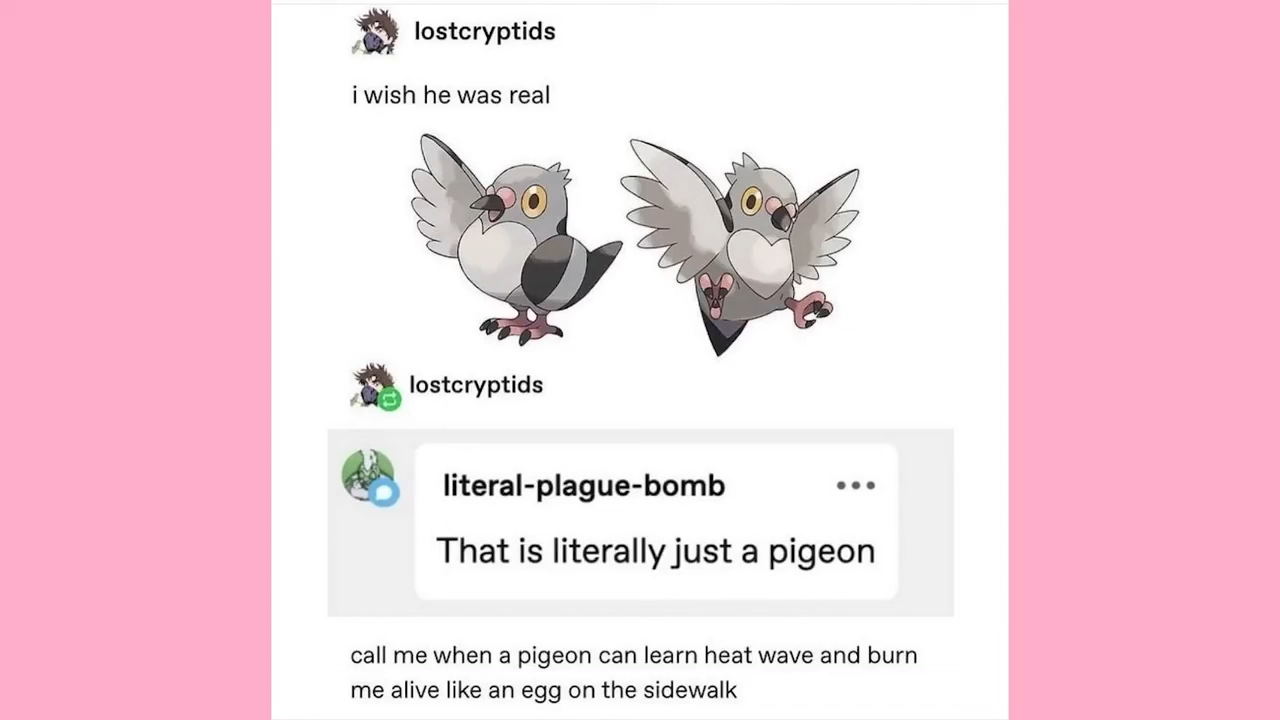 lostcryptids
i wish he was real
lostcryptids
literal-plague-bomb
That is literally just a pigeon
call me when a pigeon can learn heat wave and burn
me alive like an egg on the sidewalk